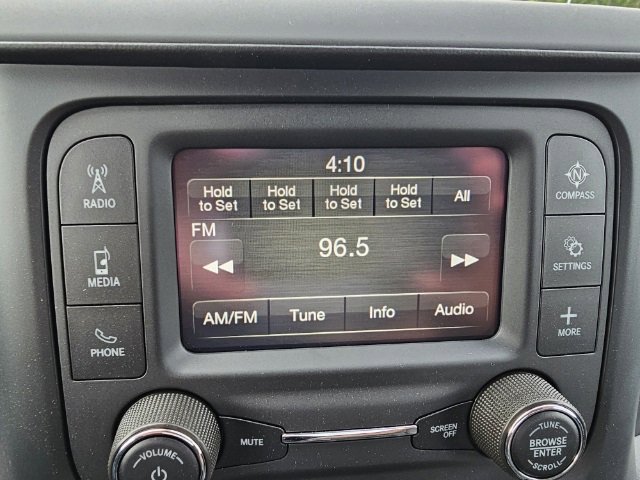 4:10
Hold to Set
Hold to Set
Hold to Set
Hold to Set
All
FM
96.5
AM/FM
Tune
Info
Audio
RADIO
MEDIA
PHONE
N
COMPASS
SETTINGS
MORE
VOLUME
MUTE
SCREEN OFF
TUNE
BROWSE
ENTER
SCROLL